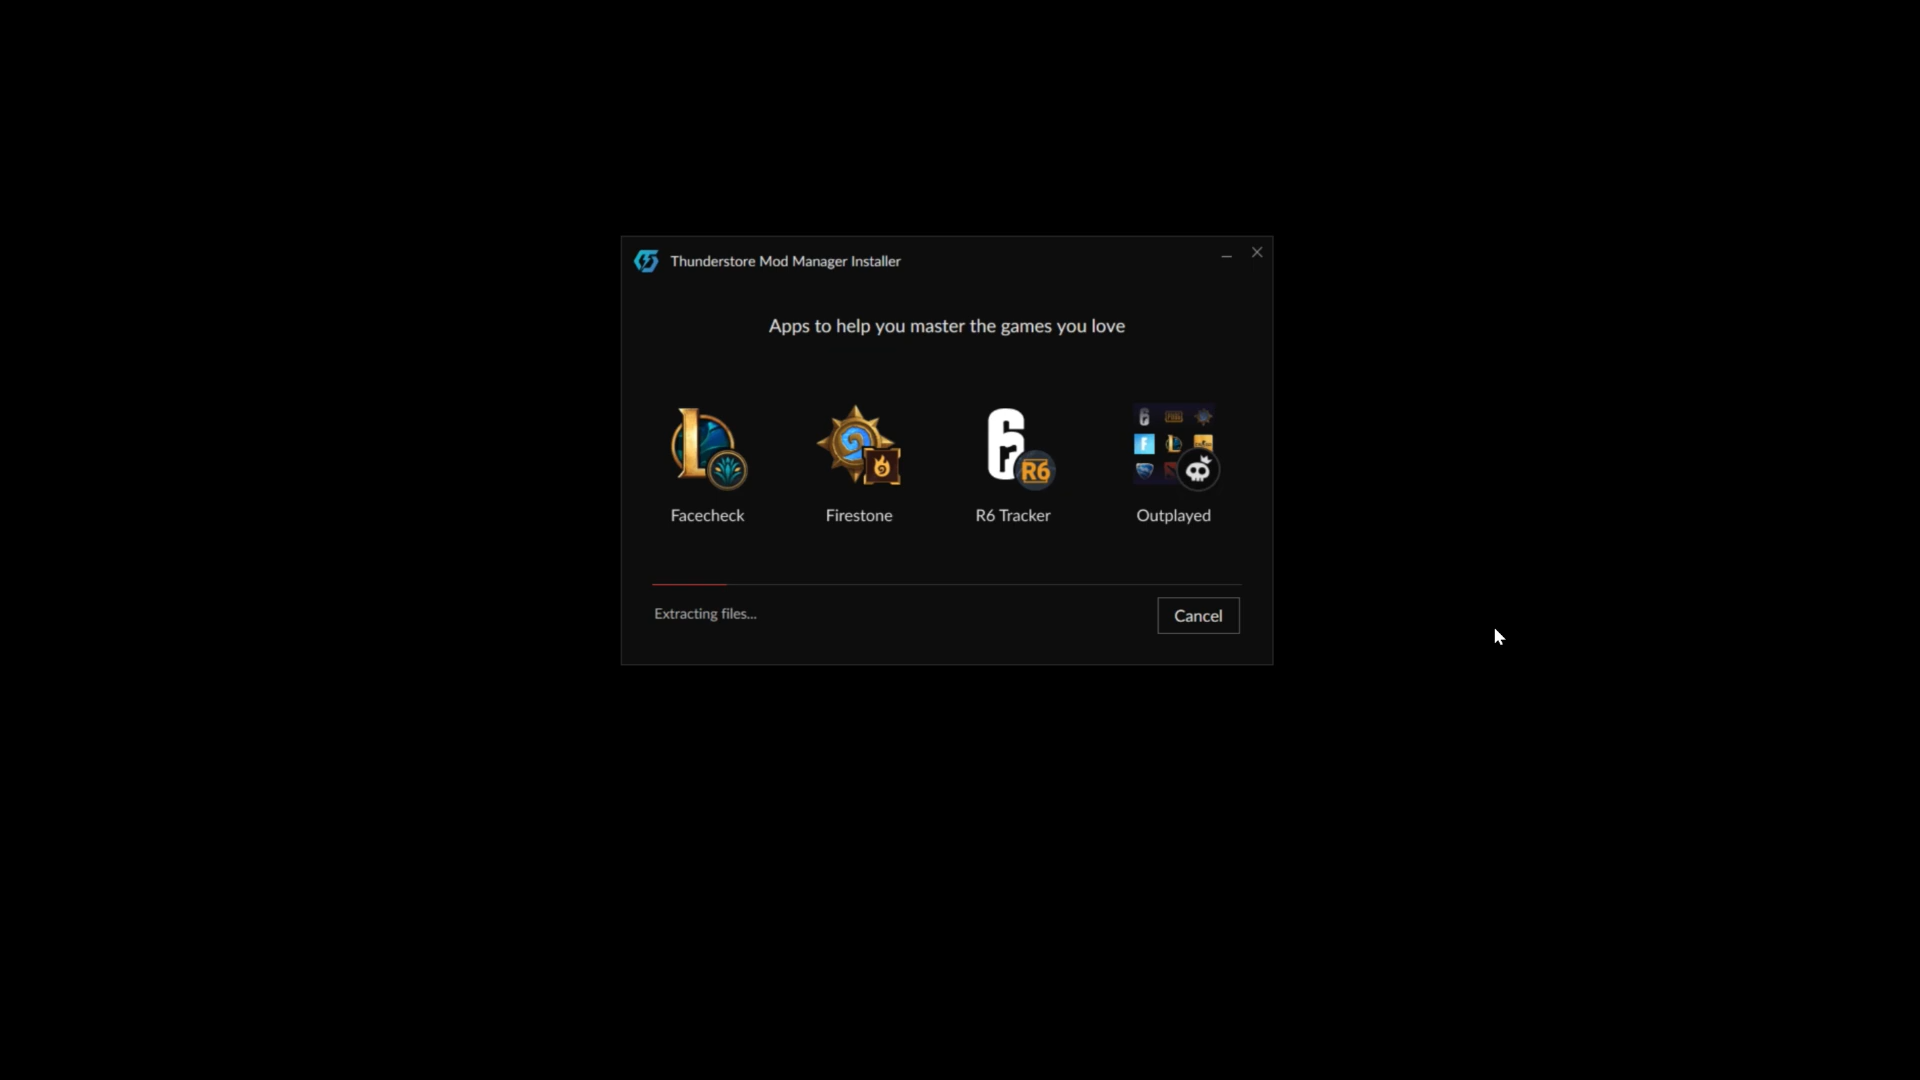 Thunderstore Mod Manager Installer
Apps to help you master the games you love
R6
Facecheck
Firestone
R6 Tracker
Outplayed
Extracting files...
Cancel